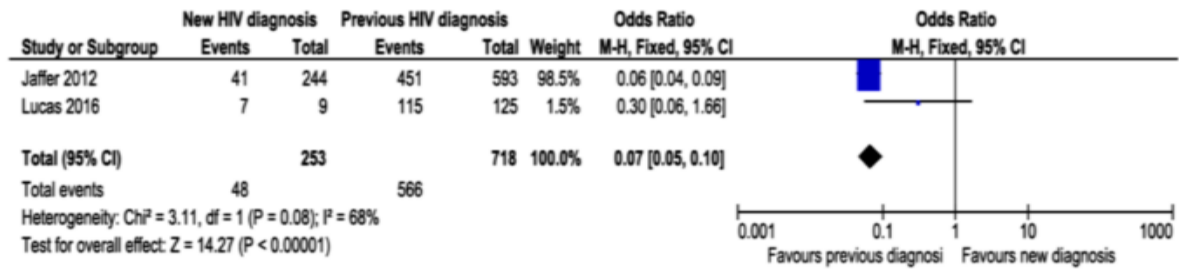 New HIV diagnosis Previous HIV diagnosis Odds Ratio Odds Ratio
Study or Subgroup Events Total Events Total Weight M-H, Fixed, 95% CI M-H, Fixed, 95% CI
Jaffer 2012 41 244 451 593 98.5% 0.06 [0.04, 0.09]
Lucas 2016 7 9 115 125 1.5% 0.30 [0.06, 1.66]
Total (95% CI) 253 718 100.0% 0.07 [0.05, 0.10]
Total events 48 566
Heterogeneity: Chi² = 3.11, df = 1 (P = 0.08); I² = 68%
Test for overall effect: Z = 14.27 (P < 0.00001)
0.001 0.1 1 10 1000
Favours previous diagnosi Favours new diagnosis